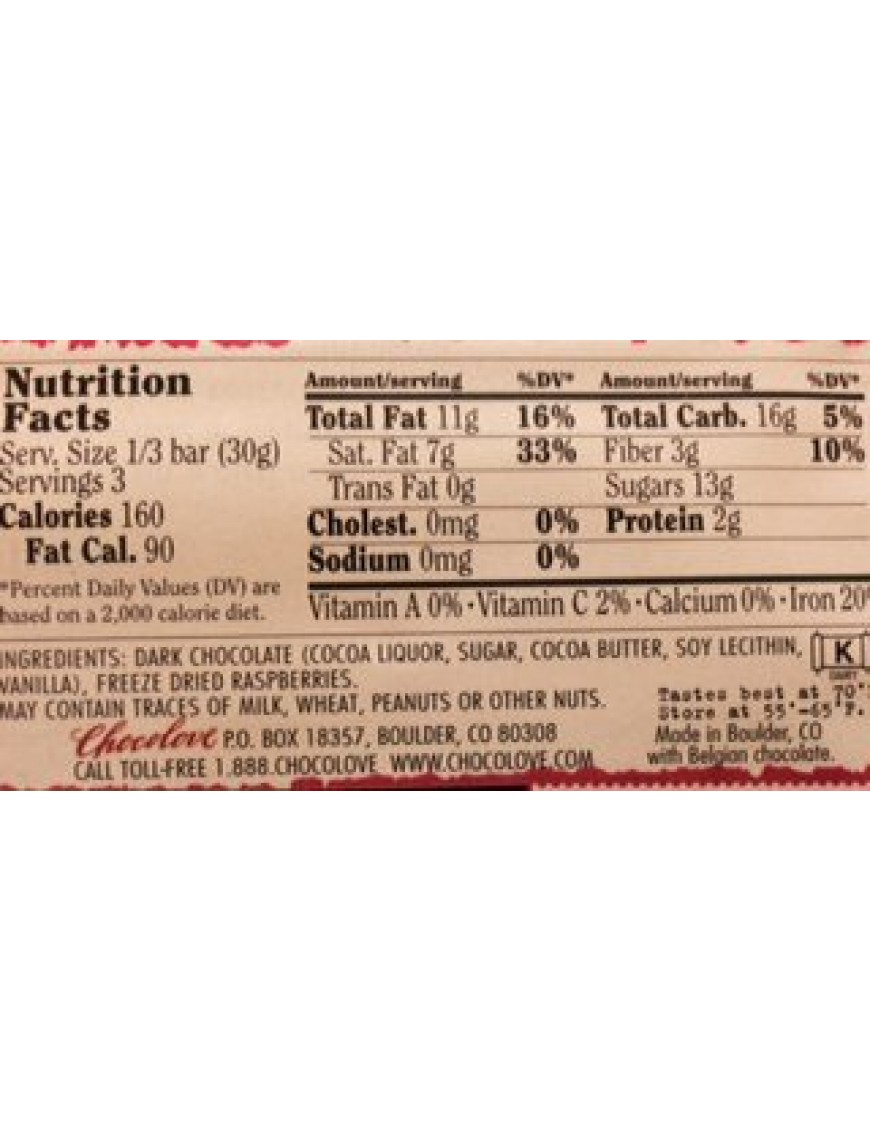 Nutrition
Facts
Serv. Size 1/3 bar (30g)
Servings 3
Calories 160
Fat Cal. 90
*Percent Daily Values (DV) are
based on a 2,000 calorie diet.
Amount/serving %DV* Amount/serving %DV*
Total Fat 11g 16% Total Carb. 16g 5%
Sat. Fat 7g 33% Fiber 3g 10%
Trans Fat 0g Sugars 13g
Cholest. 0mg 0% Protein 2g
Sodium 0mg 0%
Vitamin A 0% • Vitamin C 2% • Calcium 0% • Iron 20%
INGREDIENTS: DARK CHOCOLATE (COCOA LIQUOR, SUGAR, COCOA BUTTER, SOY LECITHIN,
VANILLA), FREEZE DRIED RASPBERRIES.
MAY CONTAIN TRACES OF MILK, WHEAT, PEANUTS OR OTHER NUTS.
Chocolove P.O. BOX 18357, BOULDER, CO 80308
CALL TOLL-FREE 1.888.CHOCOLOVE WWW.CHOCOLOVE.COM
K
DAIRY
Tastes best at 70°
Store at 55°-65°F.
Made in Boulder, CO
with Belgian chocolate.